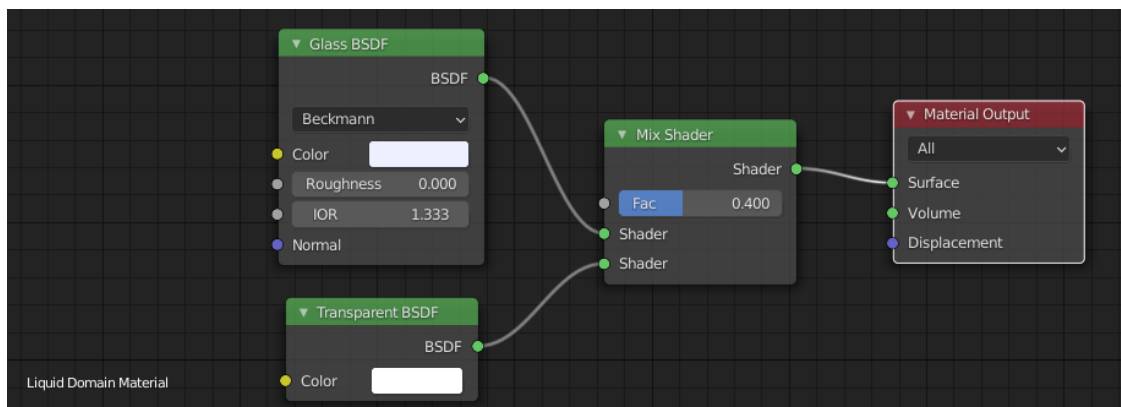 Glass BSDF
BSDF
Beckmann
Color
Roughness 0.000
IOR 1.333
Normal
Transparent BSDF
BSDF
Color
Mix Shader
Shader
Fac 0.400
Shader
Shader
Material Output
All
Surface
Volume
Displacement
Liquid Domain Material